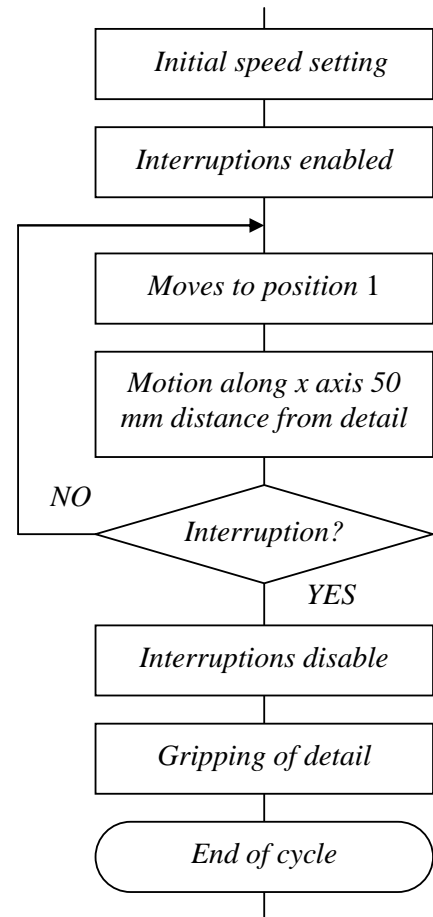 Initial speed setting
Interruptions enabled
Moves to position 1
Motion along x axis 50
mm distance from detail
NO
Interruption?
YES
Interruptions disable
Gripping of detail
End of cycle